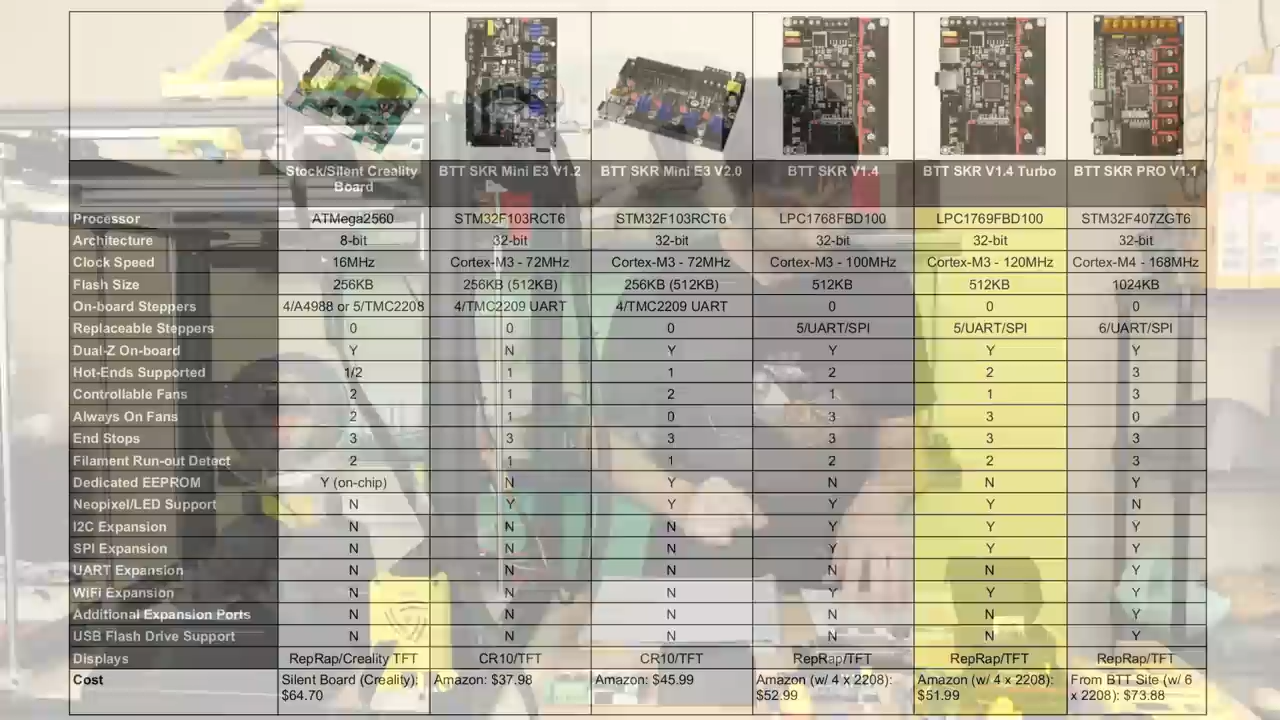 Stock/Silent Creality Board BTT SKR Mini E3 V1.2 BTT SKR Mini E3 V2.0 BTT SKR V1.4 BTT SKR V1.4 Turbo BTT SKR PRO V1.1
Processor ATMega2560 STM32F103RCT6 STM32F103RCT6 LPC1768FBD100 LPC1769FBD100 STM32F407ZGT6
Architecture 8-bit 32-bit 32-bit 32-bit 32-bit 32-bit
Clock Speed 16MHz Cortex-M3 - 72MHz Cortex-M3 - 72MHz Cortex-M3 - 100MHz Cortex-M3 - 120MHz Cortex-M4 - 168MHz
Flash Size 256KB 256KB (512KB) 256KB (512KB) 512KB 512KB 1024KB
On-board Steppers 4/A4988 or 5/TMC2208 4/TMC2209 UART 4/TMC2209 UART 0 0 0
Replaceable Steppers 0 0 0 5/UART/SPI 5/UART/SPI 6/UART/SPI
Dual-Z On-board Y N Y Y Y Y
Hot-Ends Supported 1/2 1 1 2 2 3
Controllable Fans 2 1 2 1 1 3
Always On Fans 2 1 0 3 3 0
End Stops 3 3 3 3 3 3
Filament Run-out Detect 2 1 1 2 2 3
Dedicated EEPROM Y (on-chip) N Y N N Y
Neopixel/LED Support N Y Y Y Y N
I2C Expansion N N N Y Y Y
SPI Expansion N N N Y Y Y
UART Expansion N N N N N Y
WiFi Expansion N N N Y Y Y
Additional Expansion Ports N N N N N Y
USB Flash Drive Support N N N N N Y
Displays RepRap/Creality TFT CR10/TFT CR10/TFT RepRap/TFT RepRap/TFT RepRap/TFT
Cost Silent Board (Creality): $64.70 Amazon: $37.98 Amazon: $45.99 Amazon (w/ 4 x 2208): $52.99 Amazon (w/ 4 x 2208): $51.99 From BTT Site (w/ 6 x 2208): $73.88